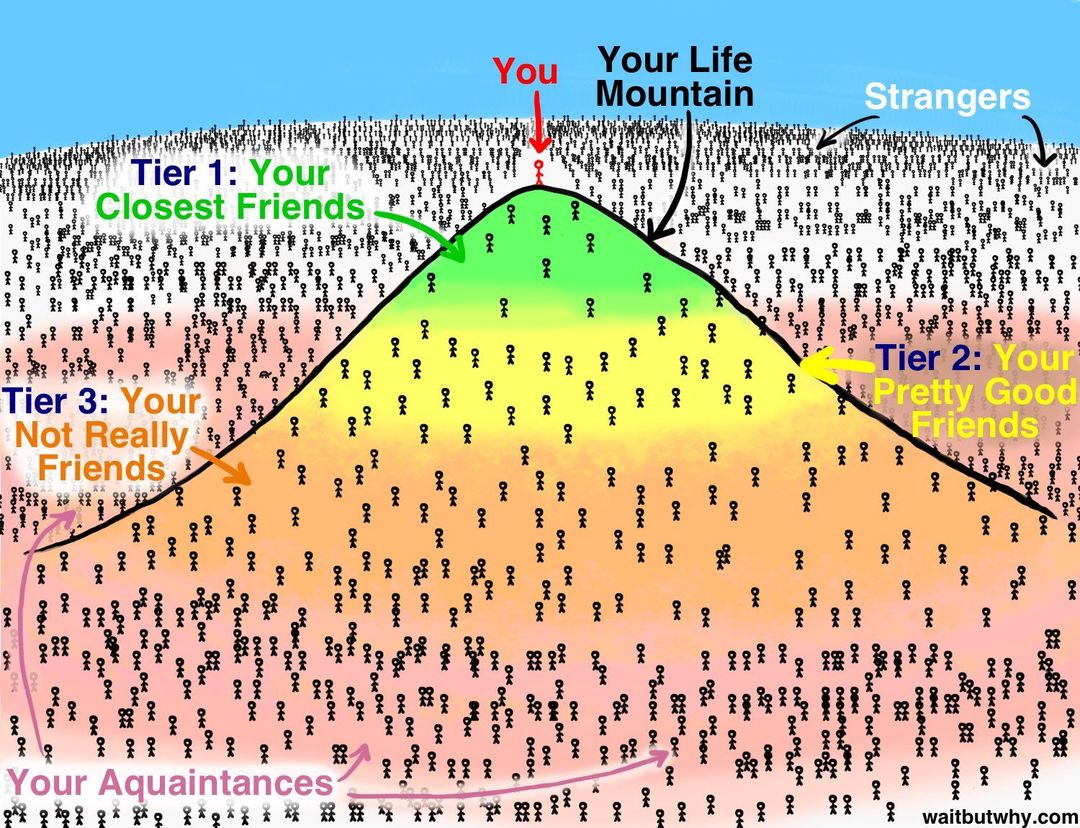 You
Your Life
Mountain
Strangers
Tier 1: Your
Closest Friends
Tier 2: Your
Pretty Good
Friends
Tier 3: Your
Not Really
Friends
Your Aquaintances
waitbutwhy.com